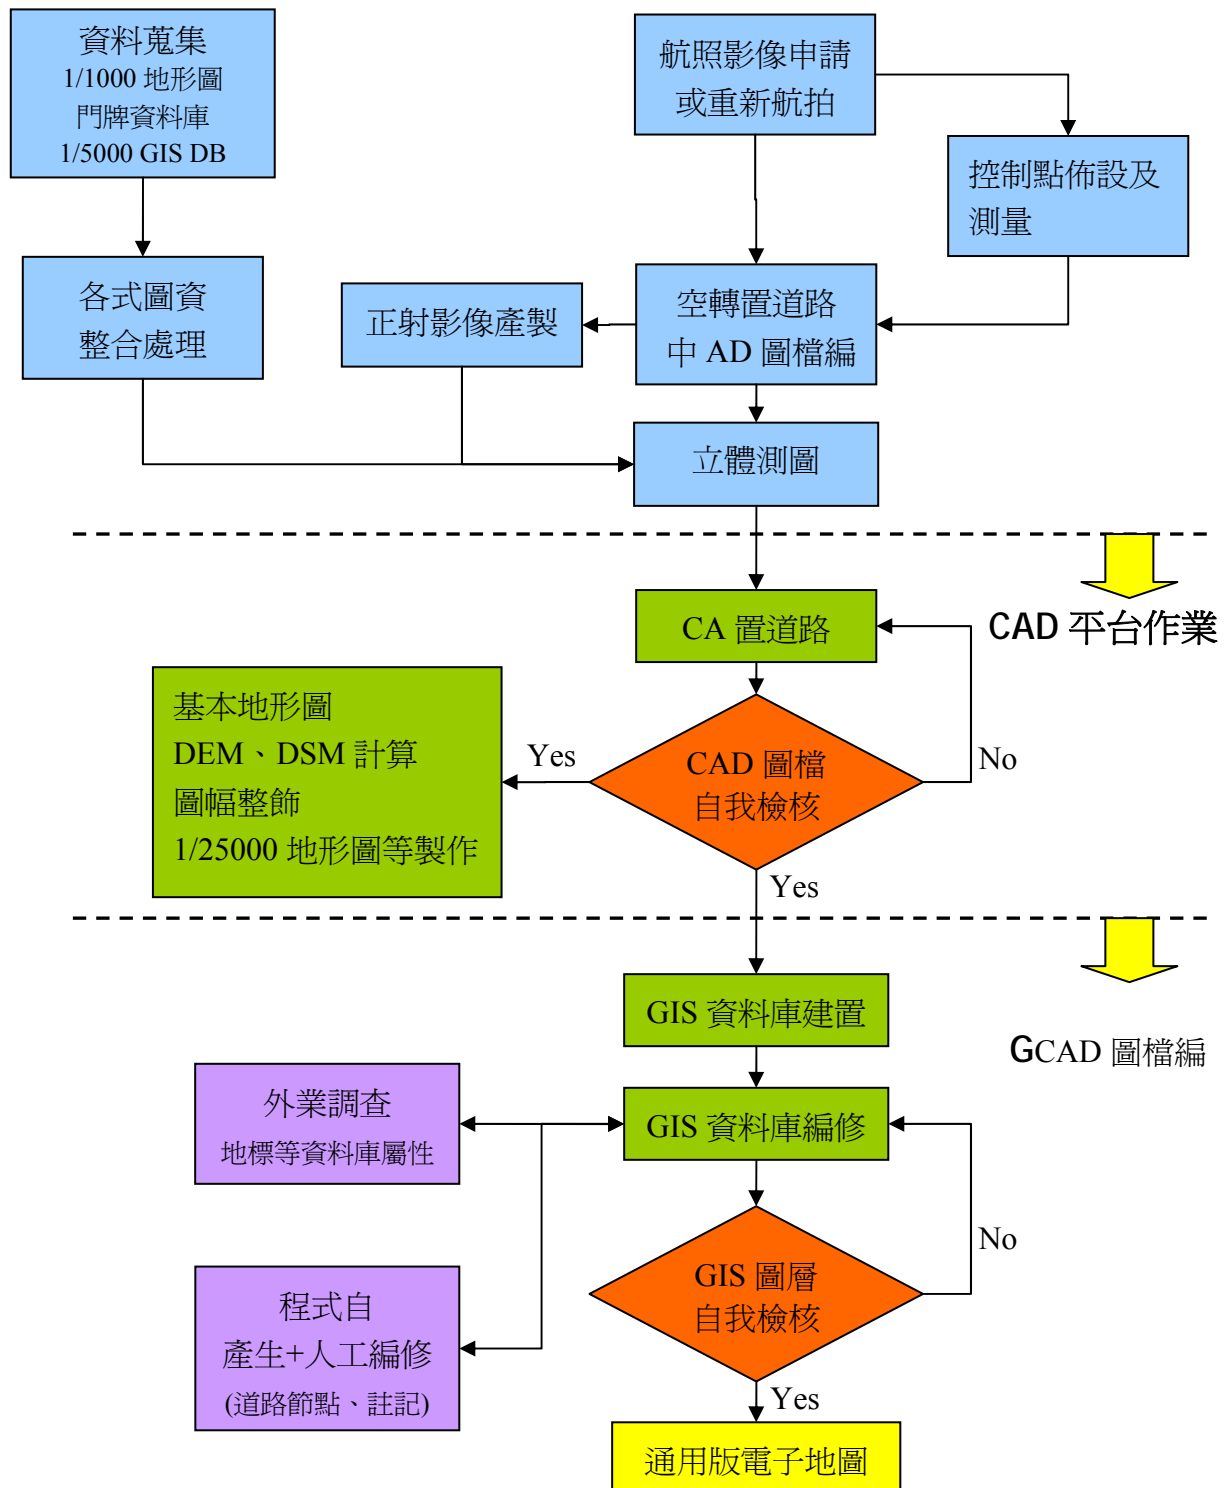 資料蒐集
1/1000 地形圖
門牌資料庫
1/5000 GIS DB
航照影像申請
或重新航拍
控制點佈設及
測量
各式圖資
整合處理
正射影像產製
空轉置道路
中 AD 圖檔編
立體測圖
CAD 平台作業
CA 置道路
基本地形圖
DEM、DSM 計算
圖幅整飾
1/25000 地形圖等製作
Yes
CAD 圖檔
自我檢核
No
Yes
GIS 資料庫建置
GCAD 圖檔編
外業調查
地標等資料庫屬性
GIS 資料庫編修
程式自
產生+人工編修
(道路節點、註記)
GIS 圖層
自我檢核
No
Yes
通用版電子地圖